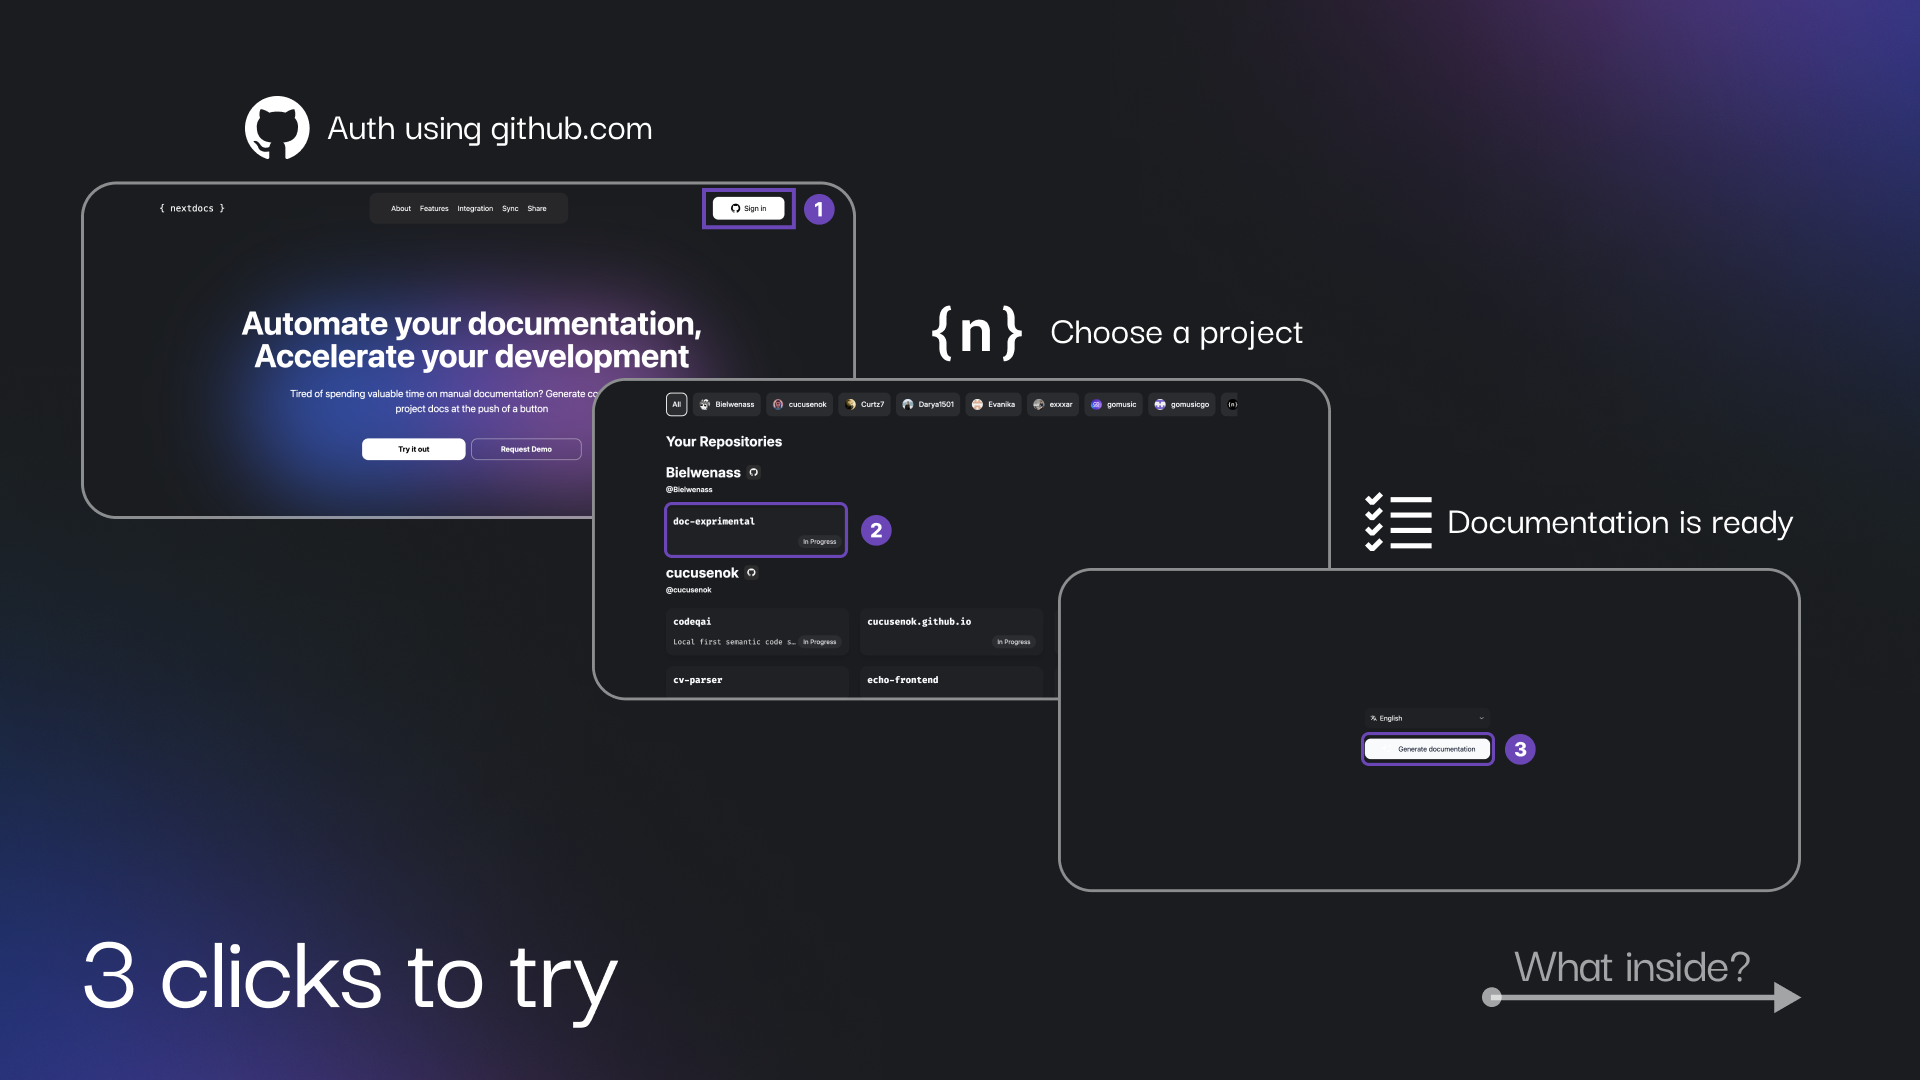 Auth using github.com
{ nextdocs }
About Features Integration Sync Share
Sign in
1
Automate your documentation,
Accelerate your development
Tired of spending valuable time on manual documentation? Generate
project docs at the push of a button
Try it out
Request Demo
{n} Choose a project
All Bielwenass cucusenok Curtz7 Darya1501 Evanika exxxar gomusic gomusicgo
Your Repositories
Bielwenass
@Bielwenass
doc-exprimental
In Progress
2
cucusenok
@cucusenok
codeqai
Local first semantic code s…
In Progress
cucusenok.github.io
In Progress
cv-parser
echo-frontend
Documentation is ready
English
Generate documentation
3
3 clicks to try
What inside?